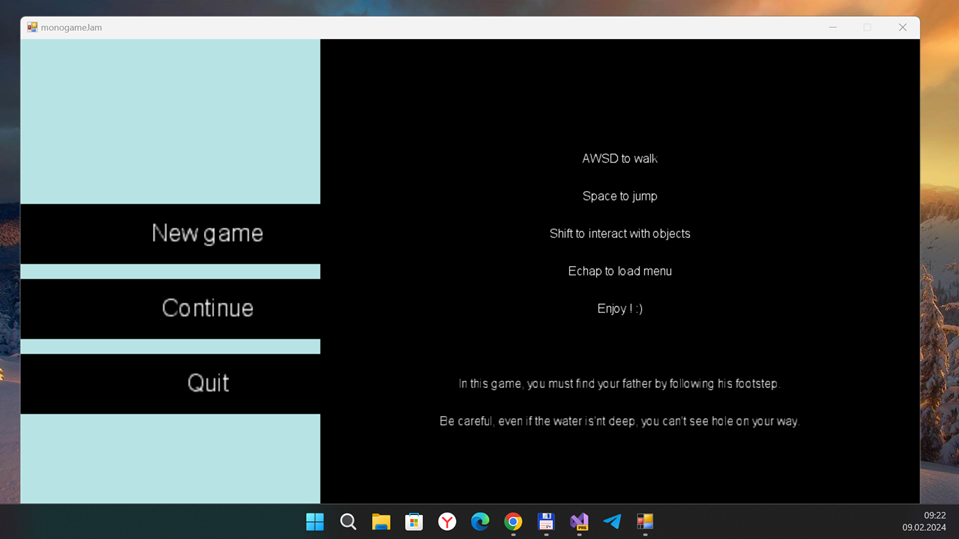 monogameJam
New game
Continue
Quit
AWSD to walk
Space to jump
Shift to interact with objects
Echap to load menu
Enjoy ! :)
In this game, you must find your father by following his footstep.
Be careful, even if the water is'nt deep, you can't see hole on your way.
09:22
09.02.2024